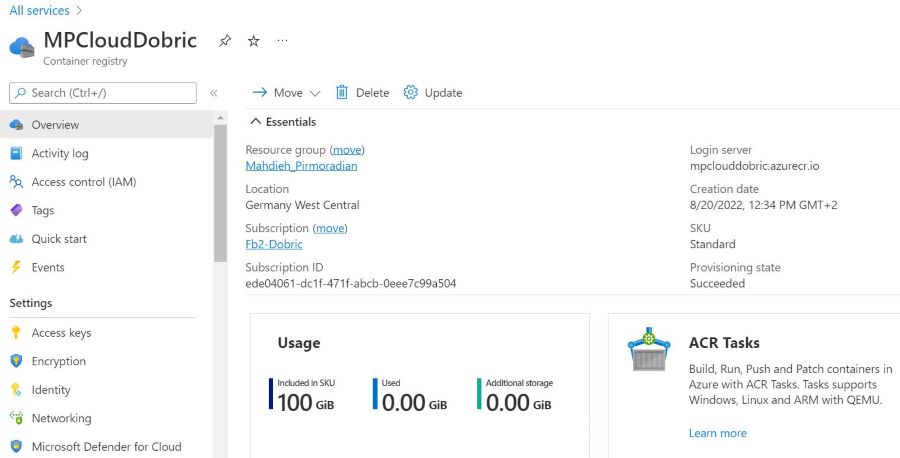 All services >
MPCloudDobric
Container registry
Search (Ctrl+/)
«
Overview
Activity log
Access control (IAM)
Tags
Quick start
Events
Settings
Access keys
Encryption
Identity
Networking
Microsoft Defender for Cloud
Move
Delete
Update
Essentials
Resource group (move)
Mahdieh_Pirmoradian
Location
Germany West Central
Subscription (move)
Fb2-Dobric
Subscription ID
ede04061-dc1f-471f-abcb-0eee7c99a504
Login server
mpclouddobric.azurecr.io
Creation date
8/20/2022, 12:34 PM GMT+2
SKU
Standard
Provisioning state
Succeeded
Usage
Included in SKU
100 GiB
Used
0.00 GiB
Additional storage
0.00 GiB
ACR Tasks
Build, Run, Push and Patch containers in
Azure with ACR Tasks. Tasks supports
Windows, Linux and ARM with QEMU.
Learn more